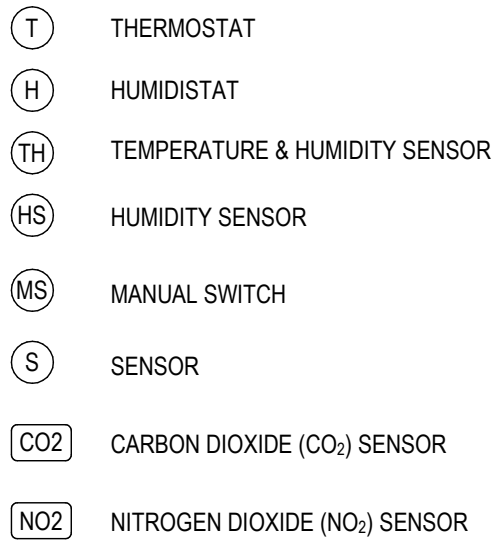 T THERMOSTAT
H HUMIDISTAT
TH TEMPERATURE & HUMIDITY SENSOR
HS HUMIDITY SENSOR
MS MANUAL SWITCH
S SENSOR
CO2 CARBON DIOXIDE (CO₂) SENSOR
NO2 NITROGEN DIOXIDE (NO₂) SENSOR